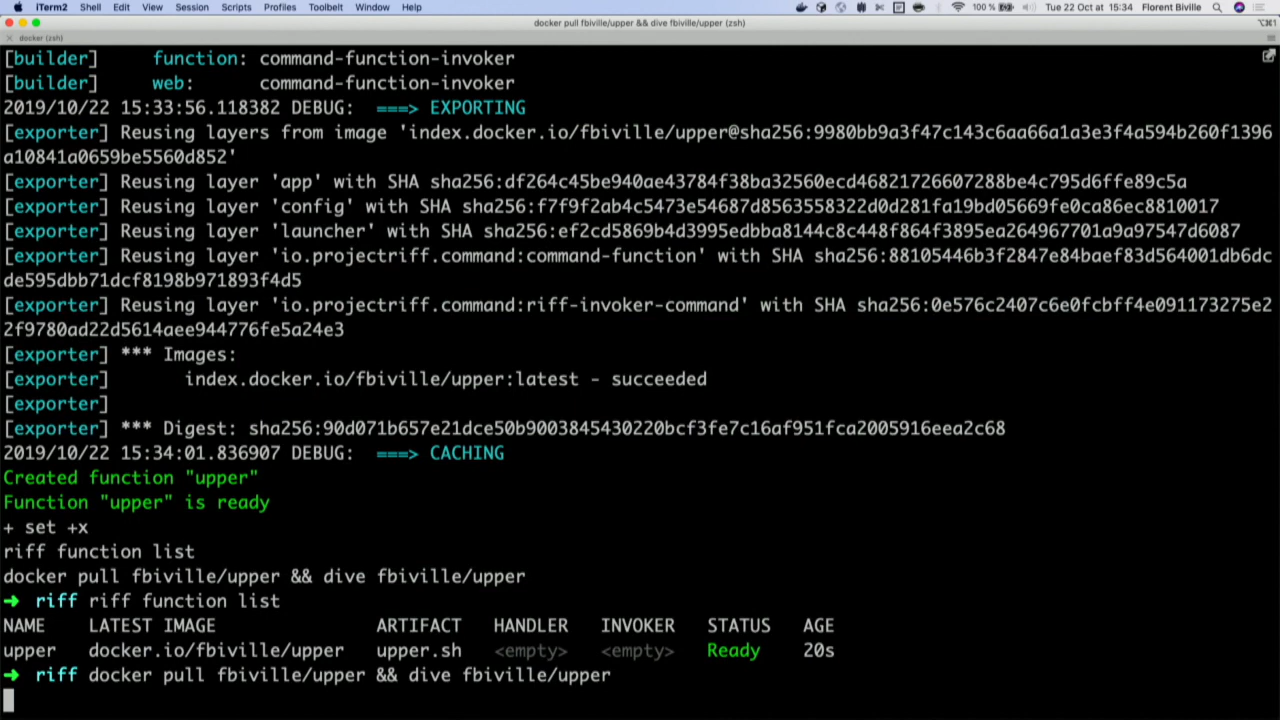 iTerm2 Shell Edit View Session Scripts Profiles Toolbelt Window Help 100 % Tue 22 Oct at 15:34 Florent Biville
docker pull fbiville/upper && dive fbiville/upper (zsh)
⌥⌘1
docker (zsh)
[builder]     function: command-function-invoker
[builder]     web:      command-function-invoker
2019/10/22 15:33:56.118382 DEBUG:  ===> EXPORTING
[exporter] Reusing layers from image 'index.docker.io/fbiville/upper@sha256:9980bb9a3f47c143c6aa66a1a3e3f4a594b260f1396
a10841a0659be5560d852'
[exporter] Reusing layer 'app' with SHA sha256:df264c45be940ae43784f38ba32560ecd46821726607288be4c795d6ffe89c5a
[exporter] Reusing layer 'config' with SHA sha256:f7f9f2ab4c5473e54687d8563558322d0d281fa19bd05669fe0ca86ec8810017
[exporter] Reusing layer 'launcher' with SHA sha256:ef2cd5869b4d3995edbba8144c8c448f864f3895ea264967701a9a97547d6087
[exporter] Reusing layer 'io.projectriff.command:command-function' with SHA sha256:88105446b3f2847e84baef83d564001db6dc
de595dbb71dcf8198b971893f4d5
[exporter] Reusing layer 'io.projectriff.command:riff-invoker-command' with SHA sha256:0e576c2407c6e0fcbff4e091173275e2
2f9780ad22d5614aee944776fe5a24e3
[exporter] *** Images:
[exporter]       index.docker.io/fbiville/upper:latest - succeeded
[exporter]
[exporter] *** Digest: sha256:90d071b657e21dce50b9003845430220bcf3fe7c16af951fca2005916eea2c68
2019/10/22 15:34:01.836907 DEBUG:  ===> CACHING
Created function "upper"
Function "upper" is ready
+ set +x
riff function list
docker pull fbiville/upper && dive fbiville/upper
➜ riff riff function list
NAME    LATEST IMAGE               ARTIFACT   HANDLER   INVOKER   STATUS   AGE
upper   docker.io/fbiville/upper   upper.sh   <empty>   <empty>   Ready    20s
➜ riff docker pull fbiville/upper && dive fbiville/upper